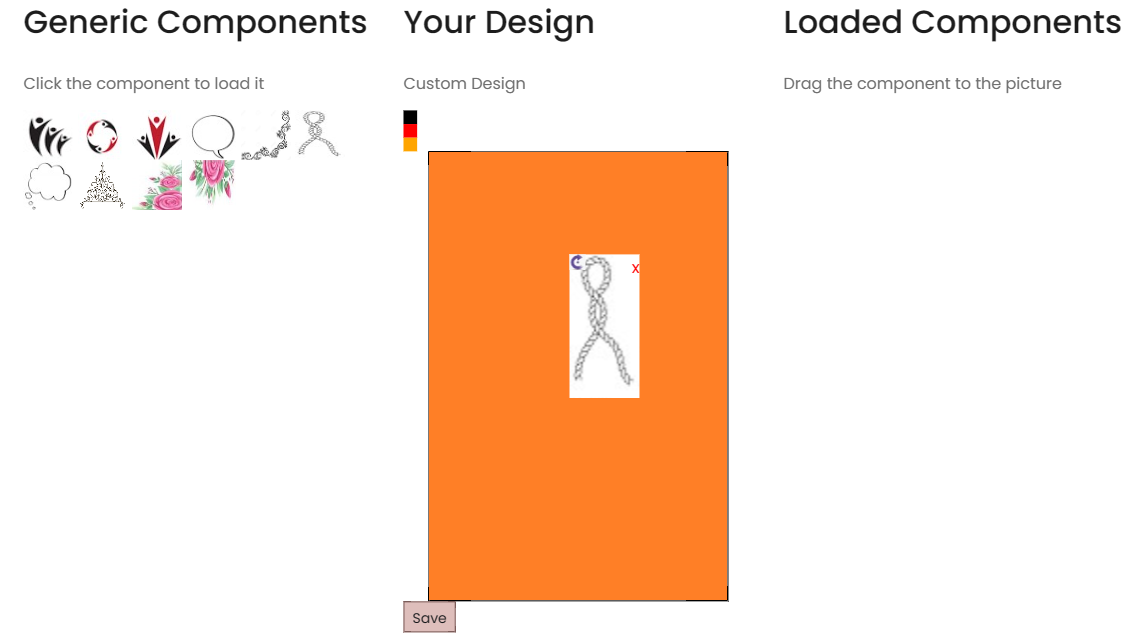 Generic Components
Click the component to load it
Your Design
Custom Design
X
Save
Loaded Components
Drag the component to the picture